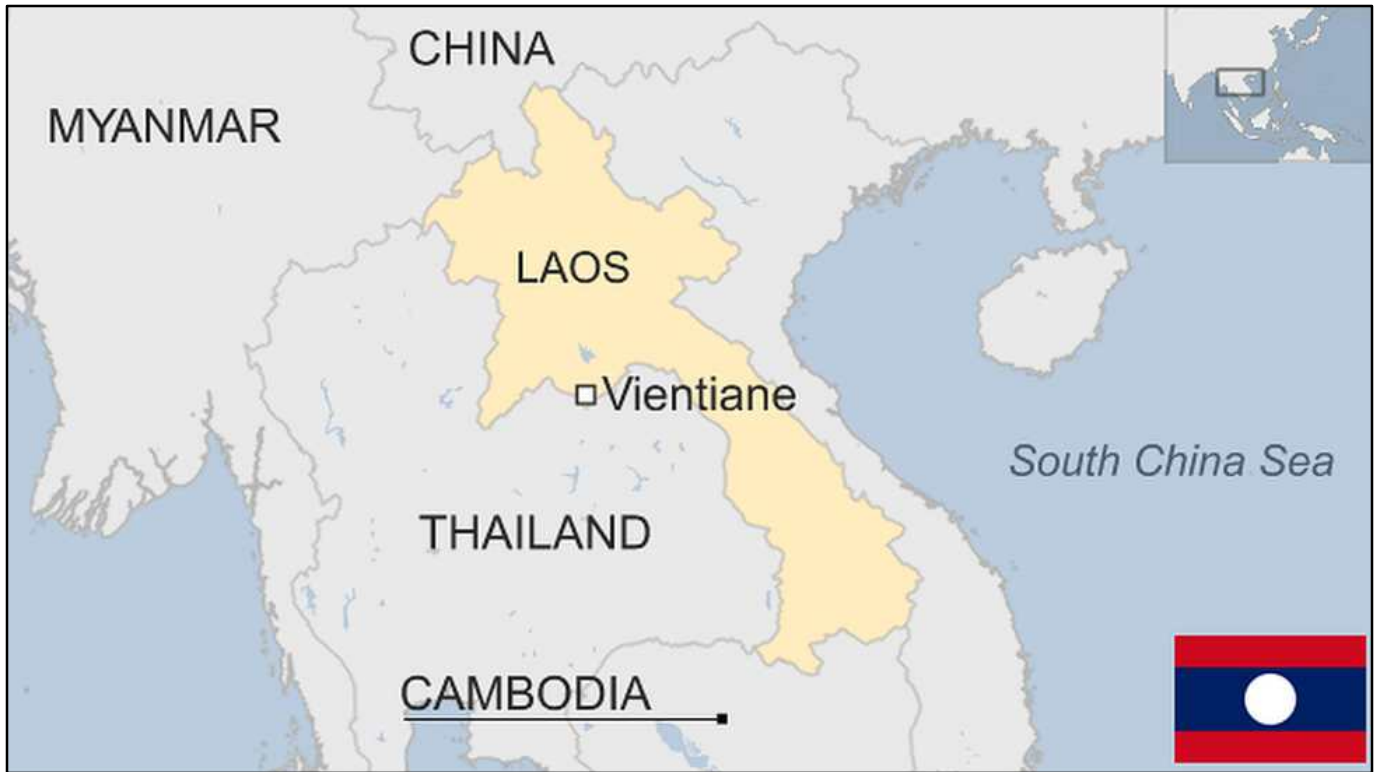 CHINA
MYANMAR
LAOS
Vientiane
South China Sea
THAILAND
CAMBODIA